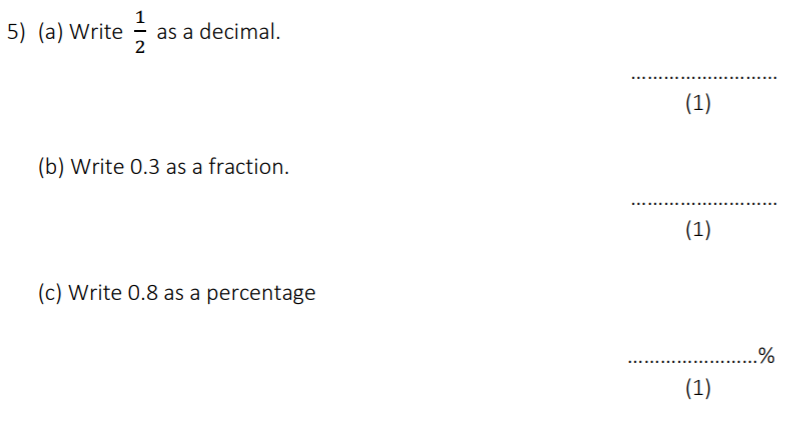 5) (a) Write 1/2 as a decimal.
...........................
(1)
(b) Write 0.3 as a fraction.
...........................
(1)
(c) Write 0.8 as a percentage
........................%
(1)